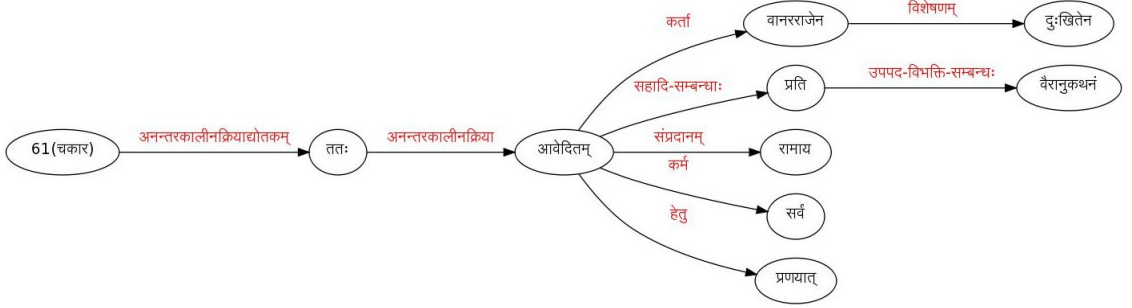 कर्ता
वानरराजेन
विशेषणम्
दुःखितेन
सहादि-सम्बन्धाः
प्रति
उपपद-विभक्ति-सम्बन्धः
वैरानुकथनं
61(चकार)
अनन्तरकालीनक्रियाद्योतकम्
ततः
अनन्तरकालीनक्रिया
आवेदितम्
संप्रदानम्
रामाय
कर्म
सर्वं
हेतु
प्रणयात्